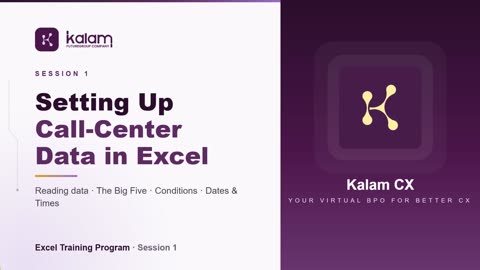 kalam
FUTUREGROUP COMPANY
SESSION 1
Setting Up
Call-Center
Data in Excel
Reading data · The Big Five · Conditions · Dates &
Times
Excel Training Program · Session 1
Kalam CX
YOUR VIRTUAL BPO FOR BETTER CX